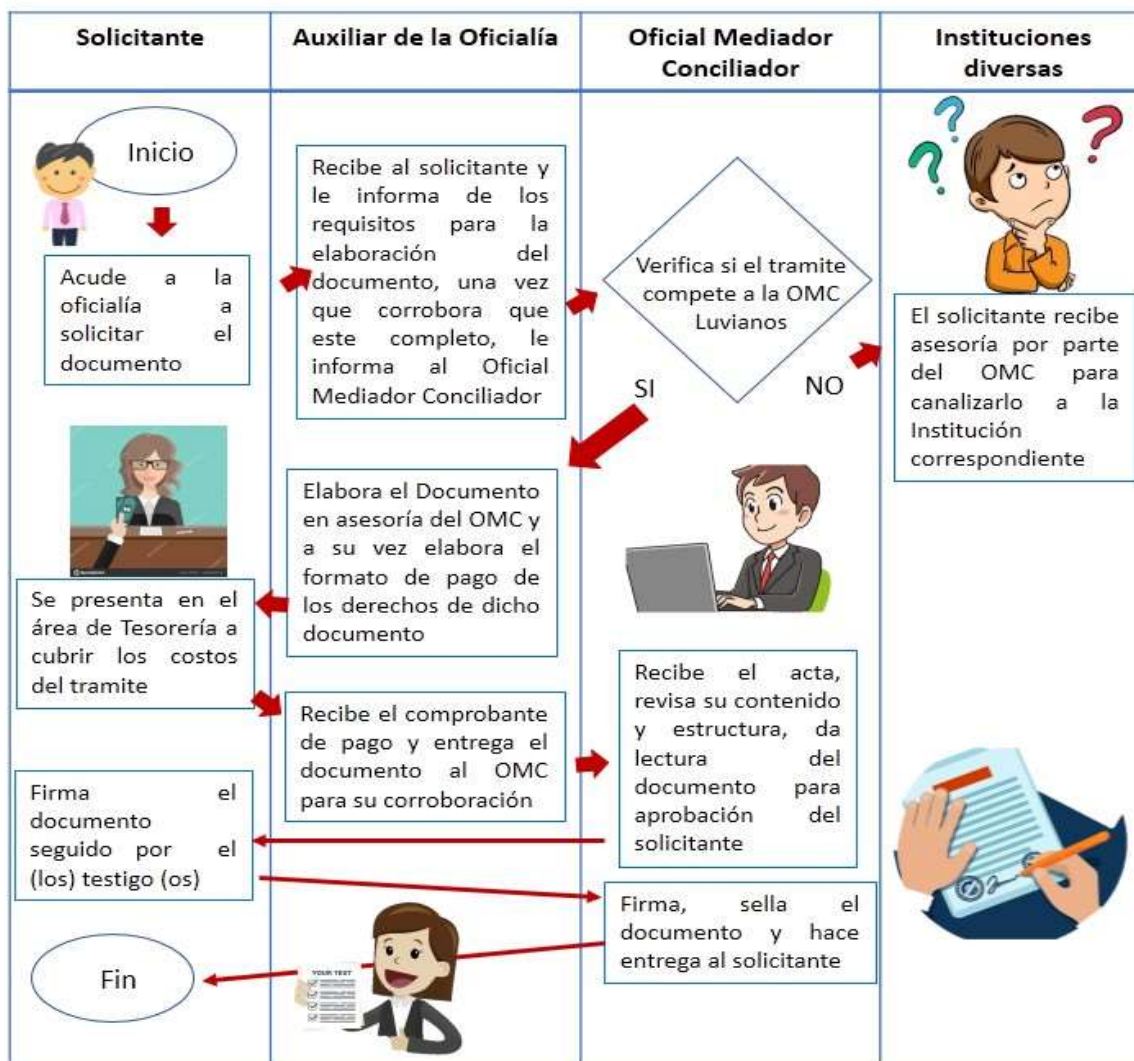 Solicitante
Auxiliar de la Oficialía
Oficial Mediador
Conciliador
Instituciones
diversas
Inicio
Acude a la
oficialía a
solicitar el
documento
Recibe al solicitante y
le informa de los
requisitos para la
elaboración del
documento, una vez
que corrobora que
este completo, le
informa al Oficial
Mediador Conciliador
Verifica si el tramite
compete a la OMC
Luvianos
SI
NO
El solicitante recibe
asesoría por parte
del OMC para
canalizarlo a la
Institución
correspondiente
Elabora el Documento
en asesoría del OMC y
a su vez elabora el
formato de pago de
los derechos de dicho
documento
Se presenta en el
área de Tesorería a
cubrir los costos
del tramite
Recibe el comprobante
de pago y entrega el
documento al OMC
para su corroboración
Recibe el acta,
revisa su contenido
y estructura, da
lectura del
documento para
aprobación del
solicitante
Firma el
documento
seguido por el
(los) testigo (os)
Firma, sella el
documento y hace
entrega al solicitante
YOUR TEXT
Fin